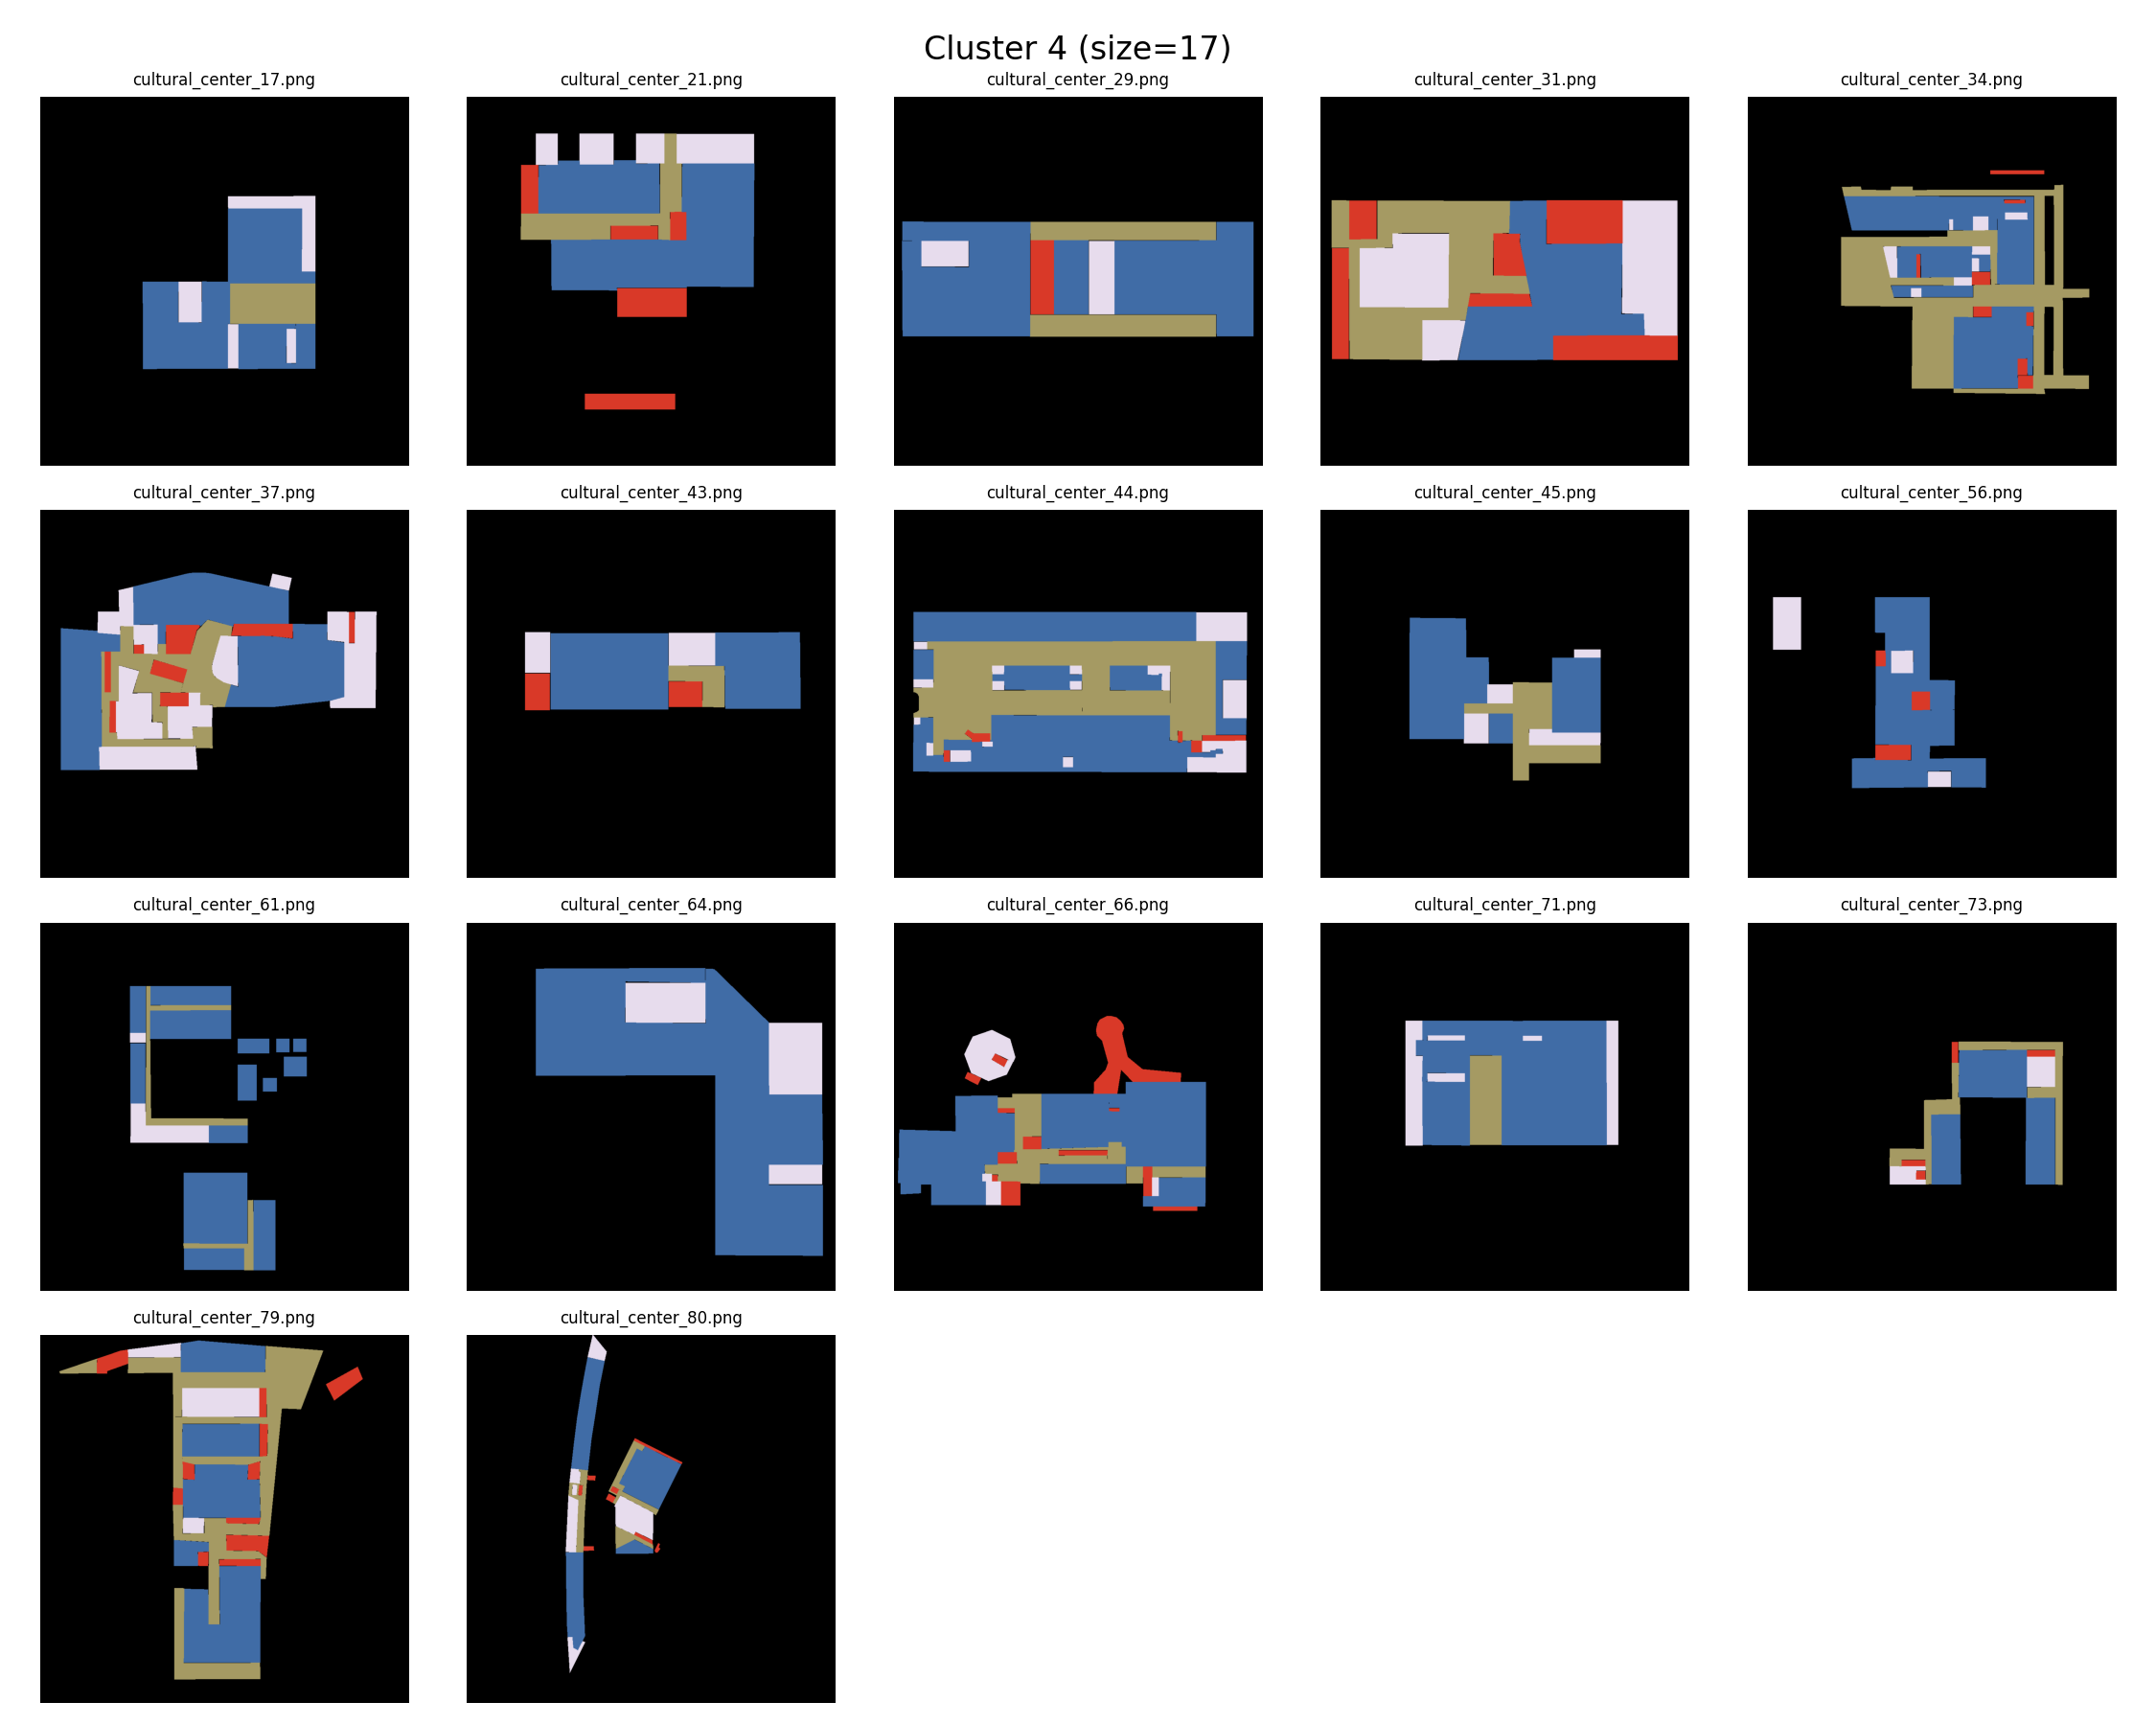 Cluster 4 (size=17)
cultural_center_17.png
cultural_center_21.png
cultural_center_29.png
cultural_center_31.png
cultural_center_34.png
cultural_center_37.png
cultural_center_43.png
cultural_center_44.png
cultural_center_45.png
cultural_center_56.png
cultural_center_61.png
cultural_center_64.png
cultural_center_66.png
cultural_center_71.png
cultural_center_73.png
cultural_center_79.png
cultural_center_80.png